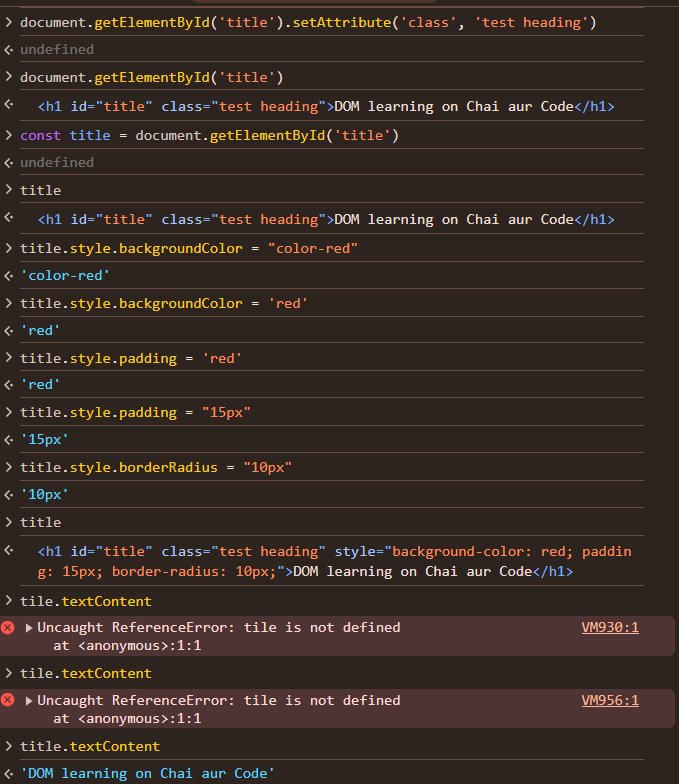 > document.getElementById('title').setAttribute('class', 'test heading')
undefined
> document.getElementById('title')
<h1 id="title" class="test heading">DOM learning on Chai aur Code</h1>
> const title = document.getElementById('title')
undefined
> title
<h1 id="title" class="test heading">DOM learning on Chai aur Code</h1>
> title.style.backgroundColor = "color-red"
'color-red'
> title.style.backgroundColor = 'red'
'red'
> title.style.padding = 'red'
'red'
> title.style.padding = "15px"
'15px'
> title.style.borderRadius = "10px"
'10px'
> title
<h1 id="title" class="test heading" style="background-color: red; paddin
g: 15px; border-radius: 10px;">DOM learning on Chai aur Code</h1>
> tile.textContent
Uncaught ReferenceError: tile is not defined VM930:1
at <anonymous>:1:1
> tile.textContent
Uncaught ReferenceError: tile is not defined VM956:1
at <anonymous>:1:1
> title.textContent
'DOM learning on Chai aur Code'